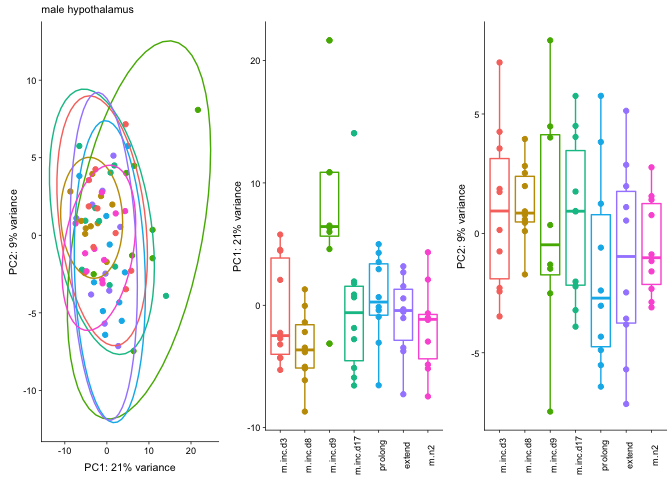 male hypothalamus
PC2: 9% variance
10
5
0
-5
-10
-10
0
10
20
PC1: 21% variance
PC1: 21% variance
20
10
0
-10
m.inc.d3
m.inc.d8
m.inc.d9
m.inc.d17
prolong
extend
m.n2
PC2: 9% variance
5
0
-5
m.inc.d3
m.inc.d8
m.inc.d9
m.inc.d17
prolong
extend
m.n2